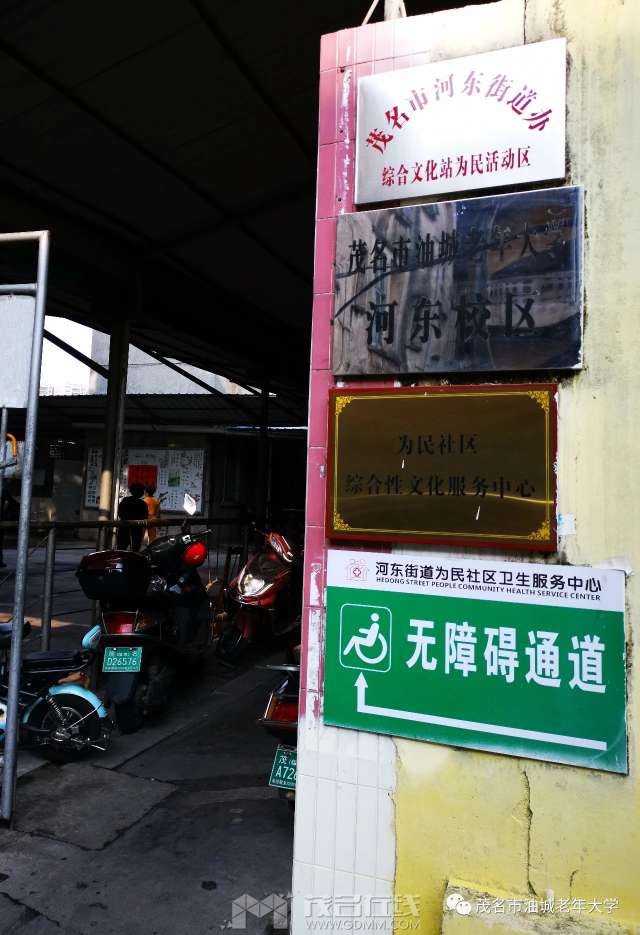 茂名市河东街道办
综合文化站为民活动区
茂名市油城老年大学
河东校区
为民社区
综合性文化服务中心
河东街道为民社区卫生服务中心
HEDONG STREET PEOPLE COMMUNITY HEALTH SERVICE CENTER
无障碍通道
D26576
A726
茂名在线
WWW.GDMM.COM
茂名市油城老年大学